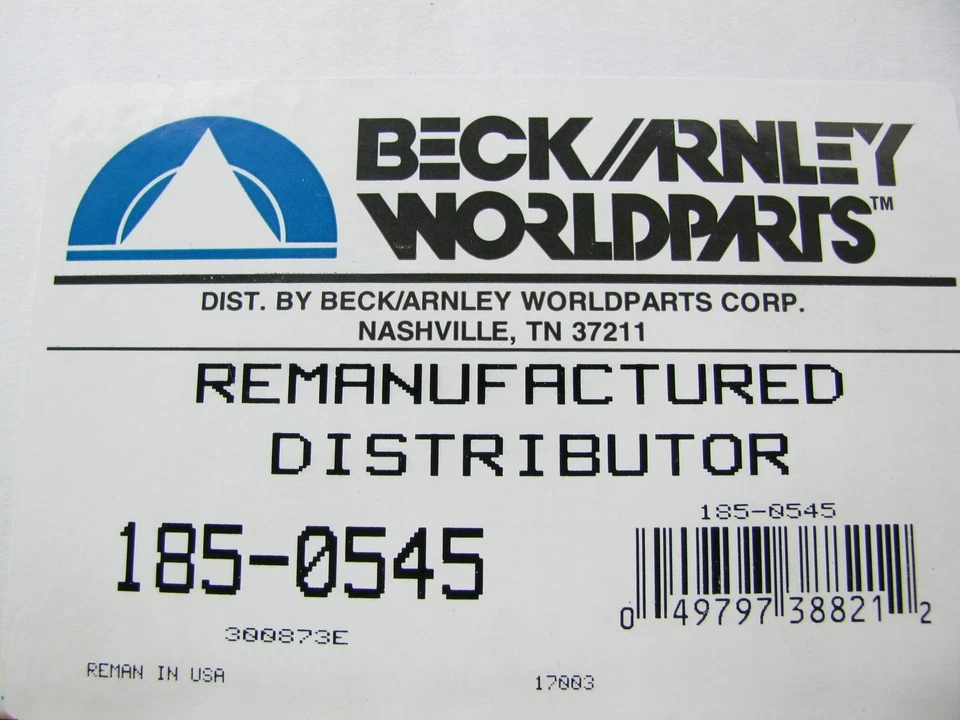 BECK/ARNLEY
WORLDPARTS™
DIST. BY BECK/ARNLEY WORLDPARTS CORP.
NASHVILLE, TN 37211
REMANUFACTURED
DISTRIBUTOR
185-0545
185-0545
0 49797 38821 2
300873E
REMAN IN USA
17003